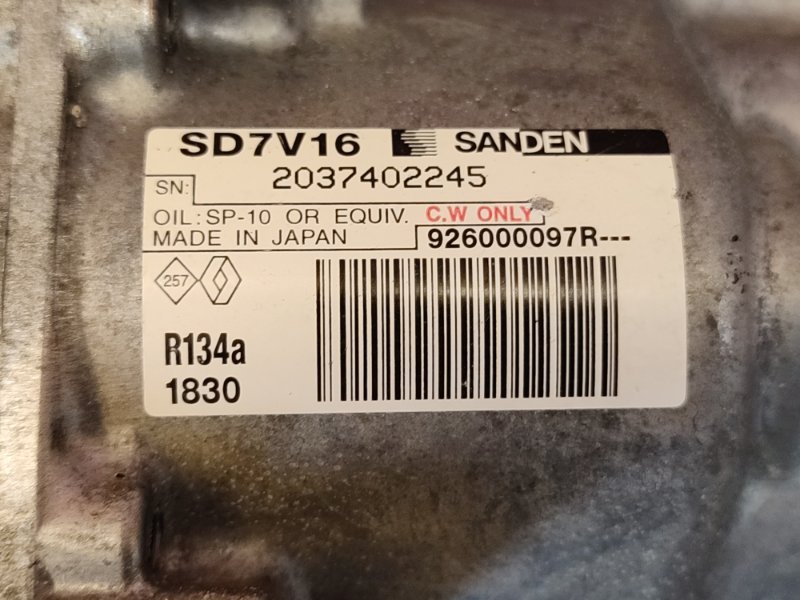 SD7V16 SANDEN
SN: 2037402245
OIL: SP-10 OR EQUIV. C.W ONLY
MADE IN JAPAN 926000097R---
257
R134a
1830